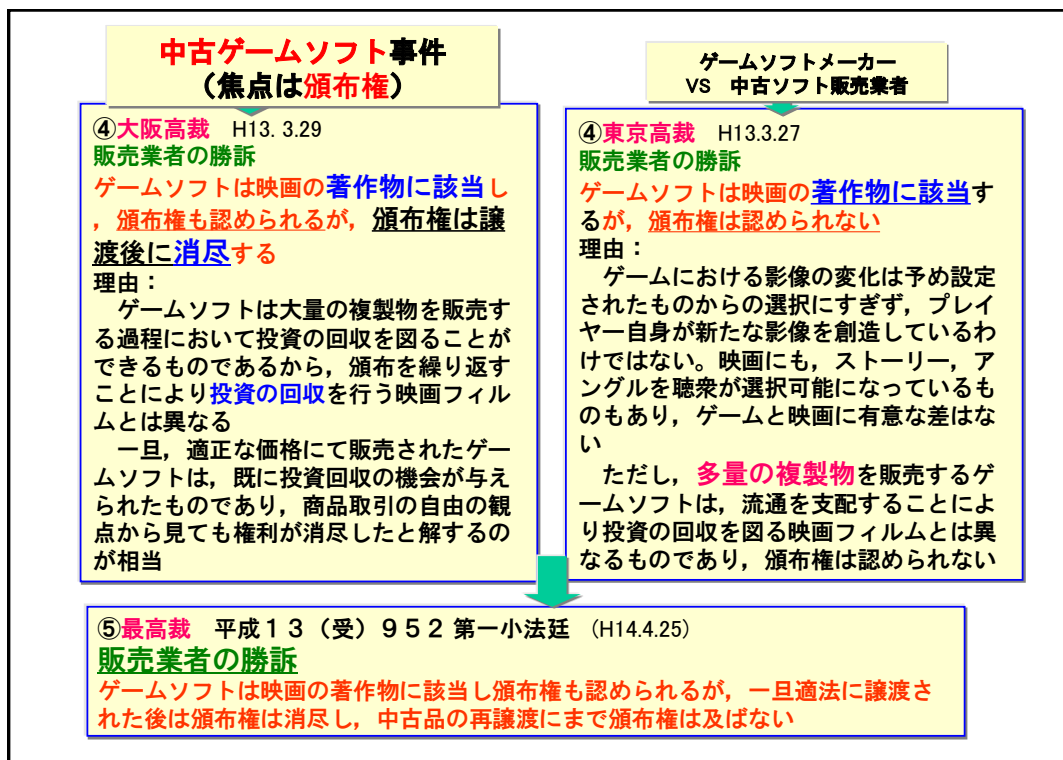 中古ゲームソフト事件
（焦点は頒布権）
ゲームソフトメーカー
VS　中古ソフト販売業者
④大阪高裁　H13. 3.29
販売業者の勝訴
ゲームソフトは映画の著作物に該当し
，頒布権も認められるが，頒布権は譲
渡後に消尽する
理由：
　ゲームソフトは大量の複製物を販売す
る過程において投資の回収を図ることが
できるものであるから，頒布を繰り返す
ことにより投資の回収を行う映画フィル
ムとは異なる
　一旦，適正な価格にて販売されたゲー
ムソフトは，既に投資回収の機会が与え
られたものであり，商品取引の自由の観
点から見ても権利が消尽したと解するの
が相当
④東京高裁　H13.3.27
販売業者の勝訴
ゲームソフトは映画の著作物に該当す
るが，頒布権は認められない
理由：
　ゲームにおける影像の変化は予め設定
されたものからの選択にすぎず，プレイ
ヤー自身が新たな影像を創造しているわ
けではない。映画にも，ストーリー，ア
ングルを聴衆が選択可能になっているも
のもあり，ゲームと映画に有意な差はな
い
　ただし，多量の複製物を販売するゲ
ームソフトは，流通を支配することによ
り投資の回収を図る映画フィルムとは異
なるものであり，頒布権は認められない
⑤最高裁　平成１３（受）９５２ 第一小法廷　(H14.4.25)
販売業者の勝訴
ゲームソフトは映画の著作物に該当し頒布権も認められるが，一旦適法に譲渡さ
れた後は頒布権は消尽し，中古品の再譲渡にまで頒布権は及ばない